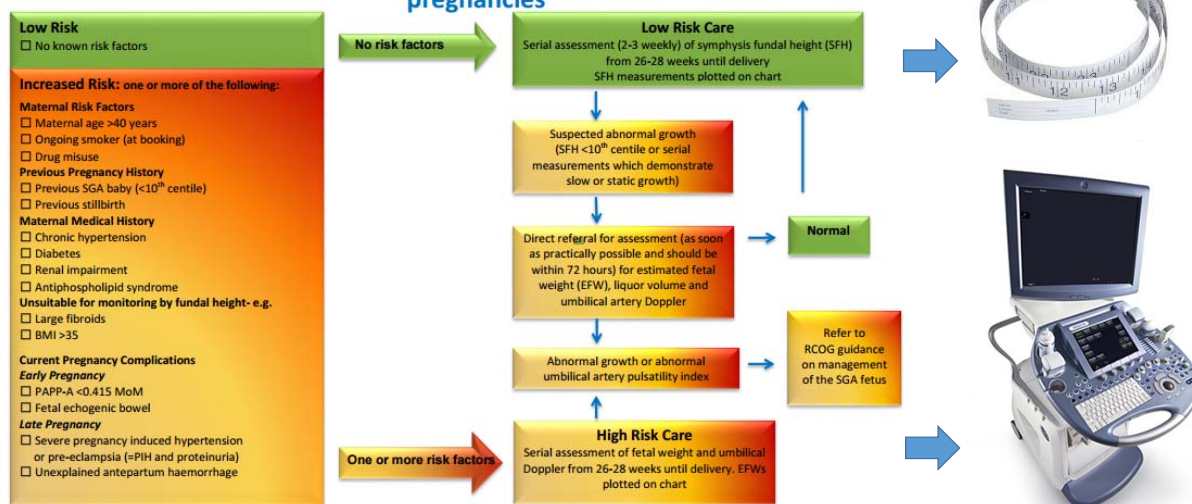 pregnancies
Low Risk
☐ No known risk factors
Increased Risk: one or more of the following:
Maternal Risk Factors
☐ Maternal age >40 years
☐ Ongoing smoker (at booking)
☐ Drug misuse
Previous Pregnancy History
☐ Previous SGA baby (<10th centile)
☐ Previous stillbirth
Maternal Medical History
☐ Chronic hypertension
☐ Diabetes
☐ Renal impairment
☐ Antiphospholipid syndrome
Unsuitable for monitoring by fundal height- e.g.
☐ Large fibroids
☐ BMI >35
Current Pregnancy Complications
Early Pregnancy
☐ PAPP-A <0.415 MoM
☐ Fetal echogenic bowel
Late Pregnancy
☐ Severe pregnancy induced hypertension
or pre-eclampsia (=PIH and proteinuria)
☐ Unexplained antepartum haemorrhage
No risk factors
One or more risk factors
Low Risk Care
Serial assessment (2-3 weekly) of symphysis fundal height (SFH)
from 26-28 weeks until delivery
SFH measurements plotted on chart
Suspected abnormal growth
(SFH <10th centile or serial
measurements which demonstrate
slow or static growth)
Direct referral for assessment (as soon
as practically possible and should be
within 72 hours) for estimated fetal
weight (EFW), liquor volume and
umbilical artery Doppler
Normal
Abnormal growth or abnormal
umbilical artery pulsatility index
Refer to
RCOG guidance
on management
of the SGA fetus
High Risk Care
Serial assessment of fetal weight and umbilical
Doppler from 26-28 weeks until delivery. EFWs
plotted on chart